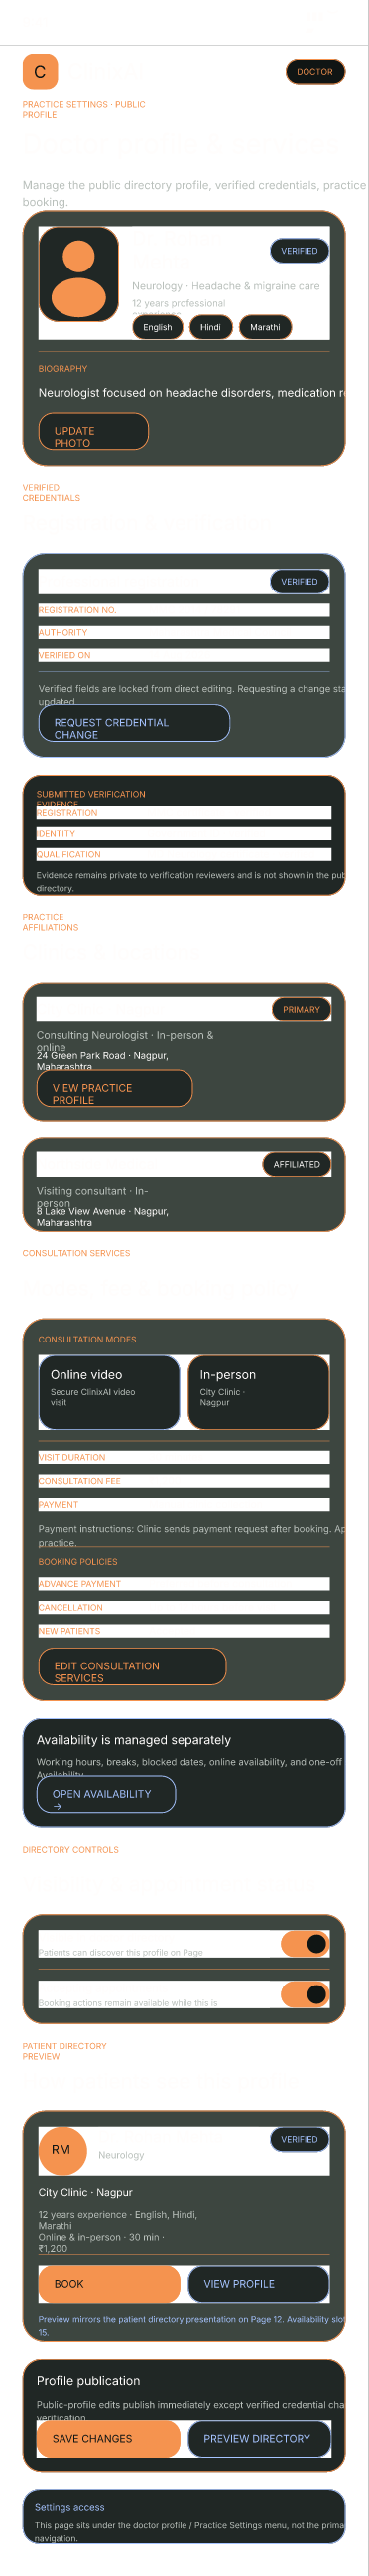 C
DOCTOR
PRACTICE SETTINGS · PUBLIC
PROFILE
Manage the public directory profile, verified credentials, practice
booking.
VERIFIED
Neurology · Headache & migraine care
12 years professional
English
Hindi
Marathi
BIOGRAPHY
Neurologist focused on headache disorders, medication r
UPDATE
PHOTO
VERIFIED
CREDENTIALS
VERIFIED
REGISTRATION NO.
AUTHORITY
VERIFIED ON
Verified fields are locked from direct editing. Requesting a change sta
updated.
REQUEST CREDENTIAL
CHANGE
SUBMITTED VERIFICATION
EVIDENCE
REGISTRATION
IDENTITY
QUALIFICATION
Evidence remains private to verification reviewers and is not shown in the pub
directory.
PRACTICE
AFFILIATIONS
PRIMARY
Consulting Neurologist · In-person &
online
24 Green Park Road · Nagpur,
Maharashtra
VIEW PRACTICE
PROFILE
AFFILIATED
Visiting consultant · In-
person
8 Lake View Avenue · Nagpur,
Maharashtra
CONSULTATION SERVICES
CONSULTATION MODES
Online video
Secure ClinixAI video
visit
In-person
City Clinic ·
Nagpur
VISIT DURATION
CONSULTATION FEE
PAYMENT
Payment instructions: Clinic sends payment request after booking. Ap
practice.
BOOKING POLICIES
ADVANCE PAYMENT
CANCELLATION
NEW PATIENTS
EDIT CONSULTATION
SERVICES
Availability is managed separately
Working hours, breaks, blocked dates, online availability, and one-off
Availability
OPEN AVAILABILITY
→
DIRECTORY CONTROLS
Patients can discover this profile on Page
Booking actions remain available while this is
PATIENT DIRECTORY
PREVIEW
RM
VERIFIED
Neurology
City Clinic · Nagpur
12 years experience · English, Hindi,
Marathi
Online & in-person · 30 min ·
₹1,200
BOOK
VIEW PROFILE
Preview mirrors the patient directory presentation on Page 12. Availability slot
15.
Profile publication
Public-profile edits publish immediately except verified credential cha
verification
SAVE CHANGES
PREVIEW DIRECTORY
Settings access
This page sits under the doctor profile / Practice Settings menu, not the prima
navigation.